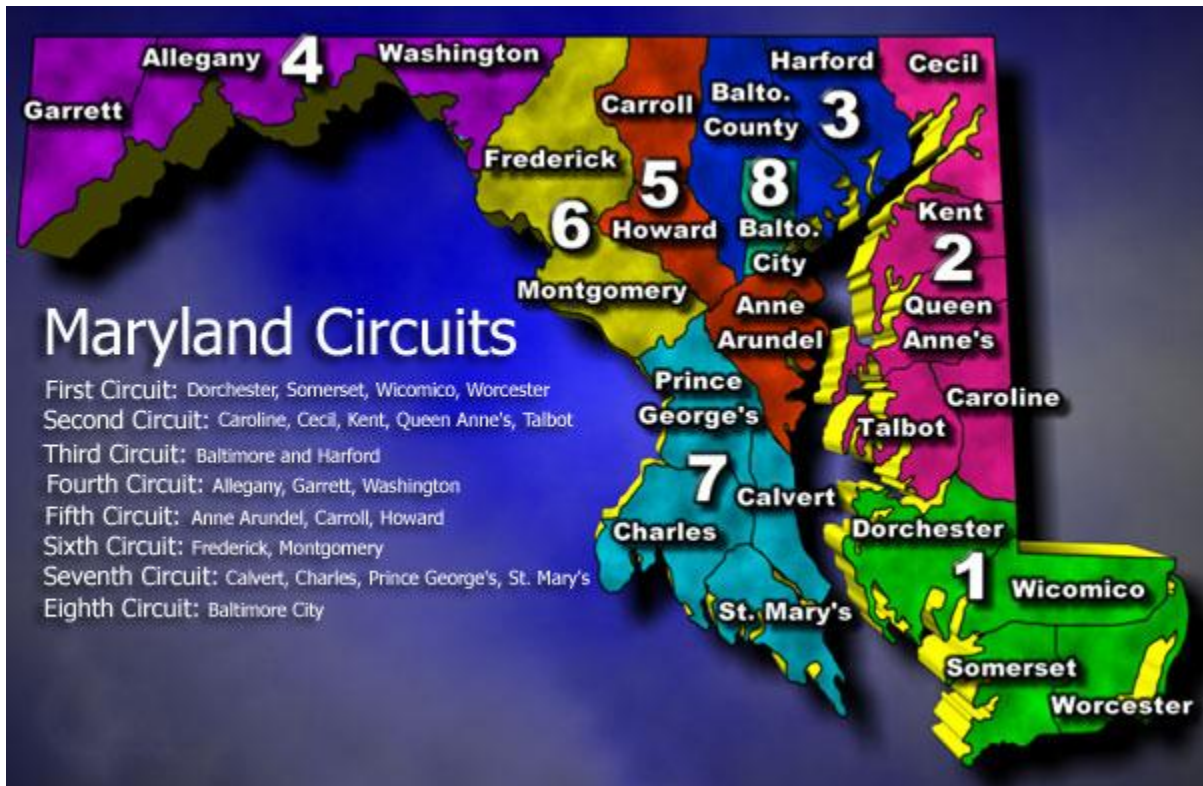 Allegany
4
Washington
Harford
Cecil
Garrett
Carroll
Balto.
County
3
Frederick
5
8
Kent
6
Howard
Balto.
City
2
Montgomery
Anne
Arundel
Queen
Anne's
Maryland Circuits
Prince
George's
Caroline
Talbot
7
Calvert
Charles
Dorchester
1
Wicomico
St. Mary's
Somerset
Worcester
First Circuit: Dorchester, Somerset, Wicomico, Worcester
Second Circuit: Caroline, Cecil, Kent, Queen Anne's, Talbot
Third Circuit: Baltimore and Harford
Fourth Circuit: Allegany, Garrett, Washington
Fifth Circuit: Anne Arundel, Carroll, Howard
Sixth Circuit: Frederick, Montgomery
Seventh Circuit: Calvert, Charles, Prince George's, St. Mary's
Eighth Circuit: Baltimore City